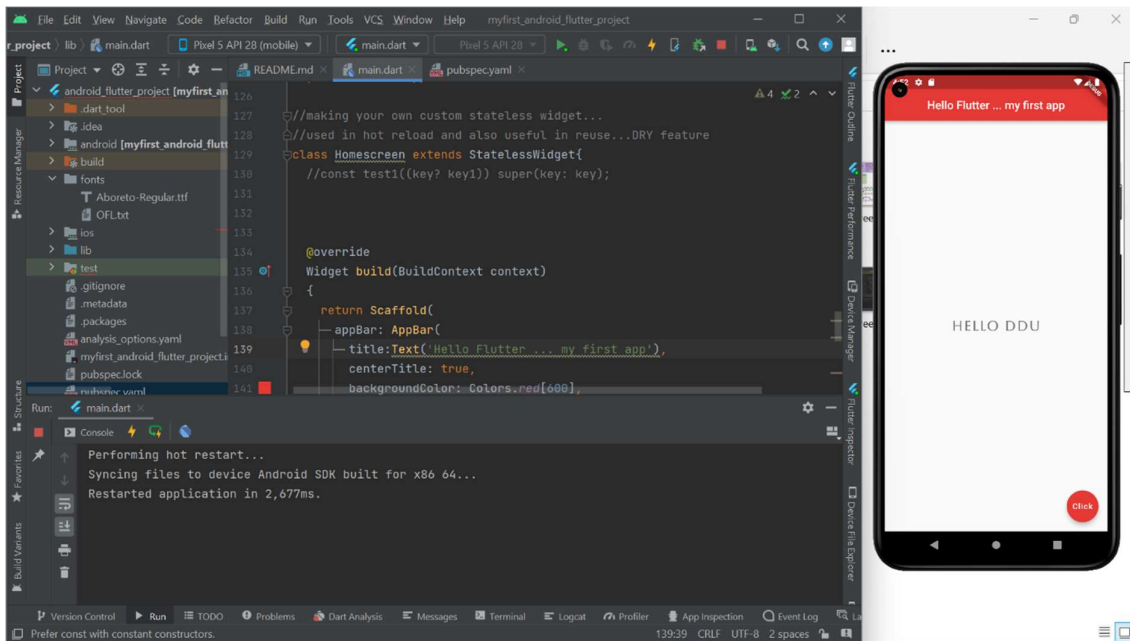 File Edit View Navigate Code Refactor Build Run Tools VCS Window Help myfirst_android_flutter_project
r_project lib main.dart Pixel 5 API 28 (mobile) main.dart Pixel 5 API 28
Project README.md main.dart pubspec.yaml
android_flutter_project [myfirst_an
.dart_tool
.idea
android [myfirst_android_flutt
build
fonts
Aboreto-Regular.ttf
OFL.txt
ios
lib
test
.gitignore
.metadata
.packages
analysis_options.yaml
myfirst_android_flutter_project.i
pubspec.lock
pubspec.yaml
4 2
126
127 //making your own custom stateless widget...
128 //used in hot reload and also useful in reuse...DRY feature
129 class Homescreen extends StatelessWidget{
130 //const test1((key? key1)) super(key: key);
131
132
133
134 @override
135 Widget build(BuildContext context)
136 {
137 return Scaffold(
138 appBar: AppBar(
139 title:Text('Hello Flutter ... my first app'),
140 centerTitle: true,
141 backgroundColor: Colors.red[600],
Project
Resource Manager
Structure
Favorites
Build Variants
Flutter Outline
Flutter Performance
Device Manager
Flutter Inspector
Device File Explorer
Run: main.dart
Console
Performing hot restart...
Syncing files to device Android SDK built for x86 64...
Restarted application in 2,677ms.
Version Control Run TODO Problems Dart Analysis Messages Terminal Logcat Profiler App Inspection Event Log La
Prefer const with constant constructors. 139:39 CRLF UTF-8 2 spaces
Hello Flutter ... my first app
HELLO DDU
Click